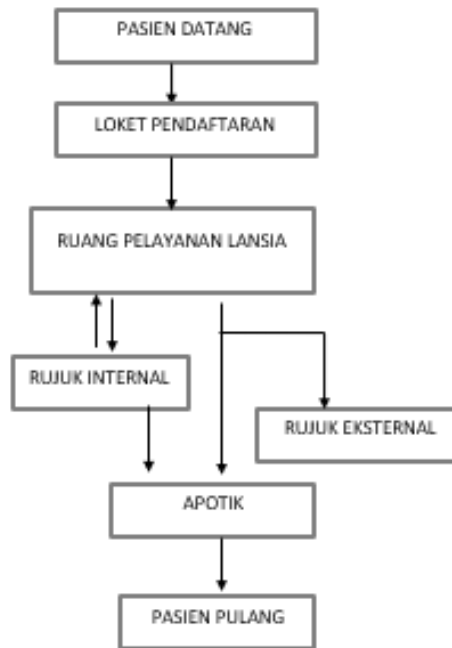 PASIEN DATANG
LOKET PENDAFTARAN
RUANG PELAYANAN LANSIA
RUJUK INTERNAL
RUJUK EKSTERNAL
APOTIK
PASIEN PULANG